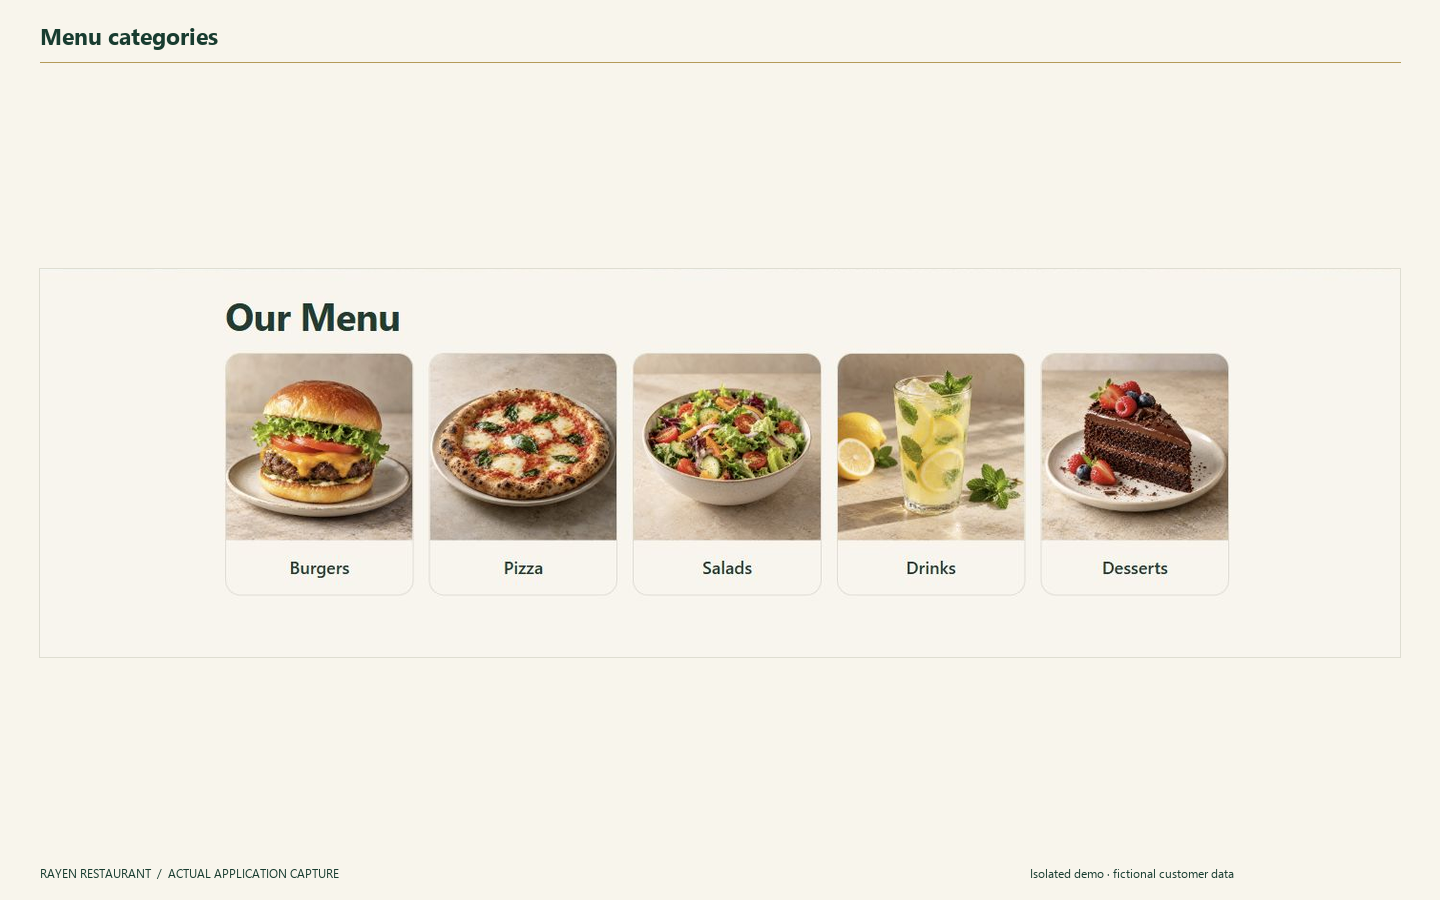 Menu categories
Our Menu
Burgers
Pizza
Salads
Drinks
Desserts
RAYEN RESTAURANT / ACTUAL APPLICATION CAPTURE
Isolated demo · fictional customer data